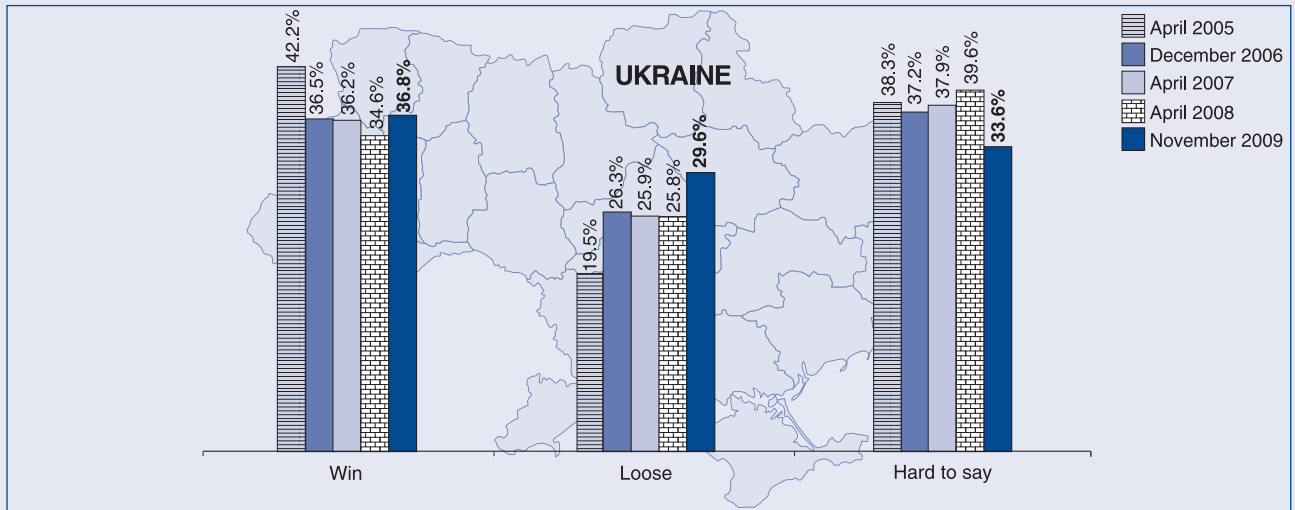 UKRAINE
April 2005
December 2006
April 2007
April 2008
November 2009
42.2%
36.5%
36.2%
34.6%
36.8%
19.5%
26.3%
25.9%
25.8%
29.6%
38.3%
37.2%
37.9%
39.6%
33.6%
Win
Loose
Hard to say